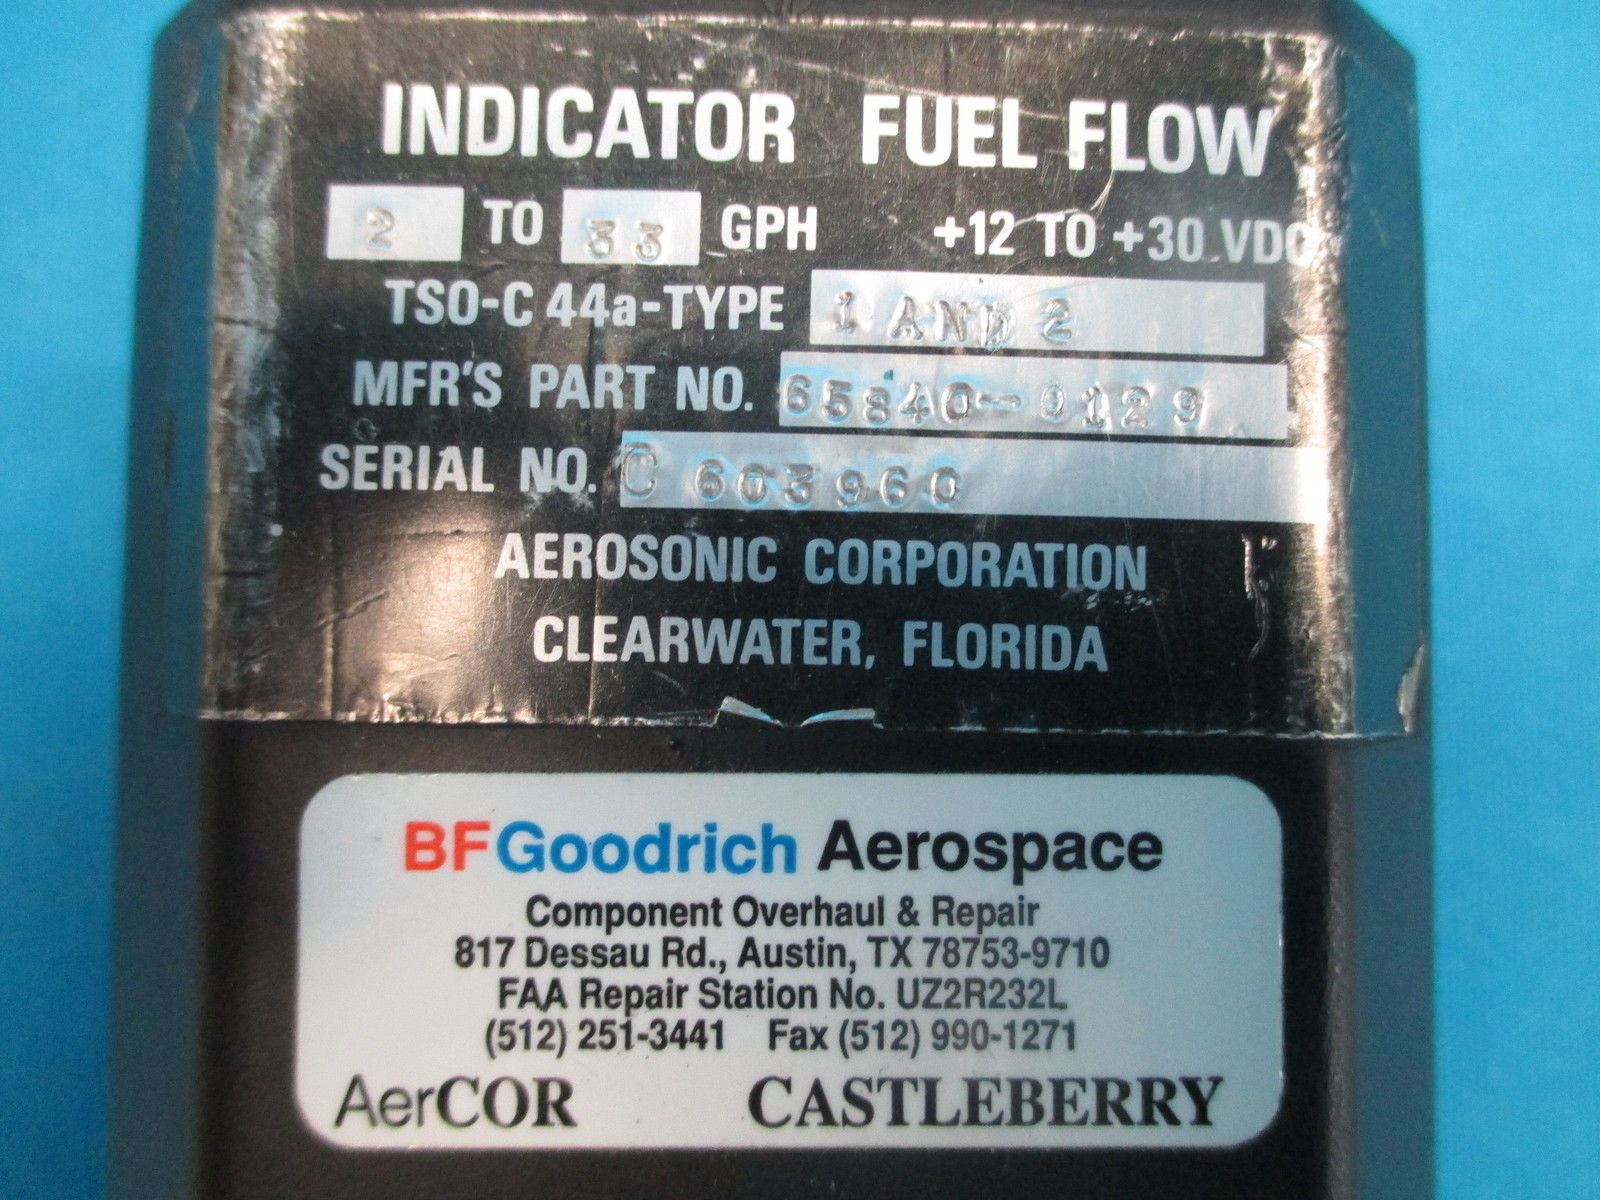 INDICATOR FUEL FLOW
2 TO 33 GPH +12 TO +30 VDC
TSO-C 44a-TYPE 1 AND 2
MFR'S PART NO. 65840-0129
SERIAL NO. C 603960
AEROSONIC CORPORATION
CLEARWATER, FLORIDA
BFGoodrich Aerospace
Component Overhaul & Repair
817 Dessau Rd., Austin, TX 78753-9710
FAA Repair Station No. UZ2R232L
(512) 251-3441 Fax (512) 990-1271
AerCOR CASTLEBERRY